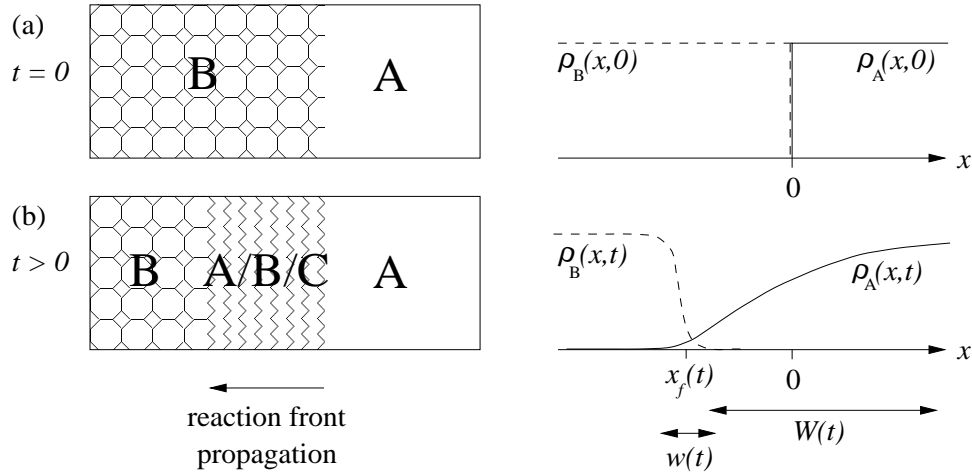 (a)
t = 0
B
A
ρB(x,0)
ρA(x,0)
x
0
(b)
t > 0
B
A/B/C
A
ρB(x,t)
ρA(x,t)
x
xf(t)
0
reaction front
propagation
W(t)
w(t)